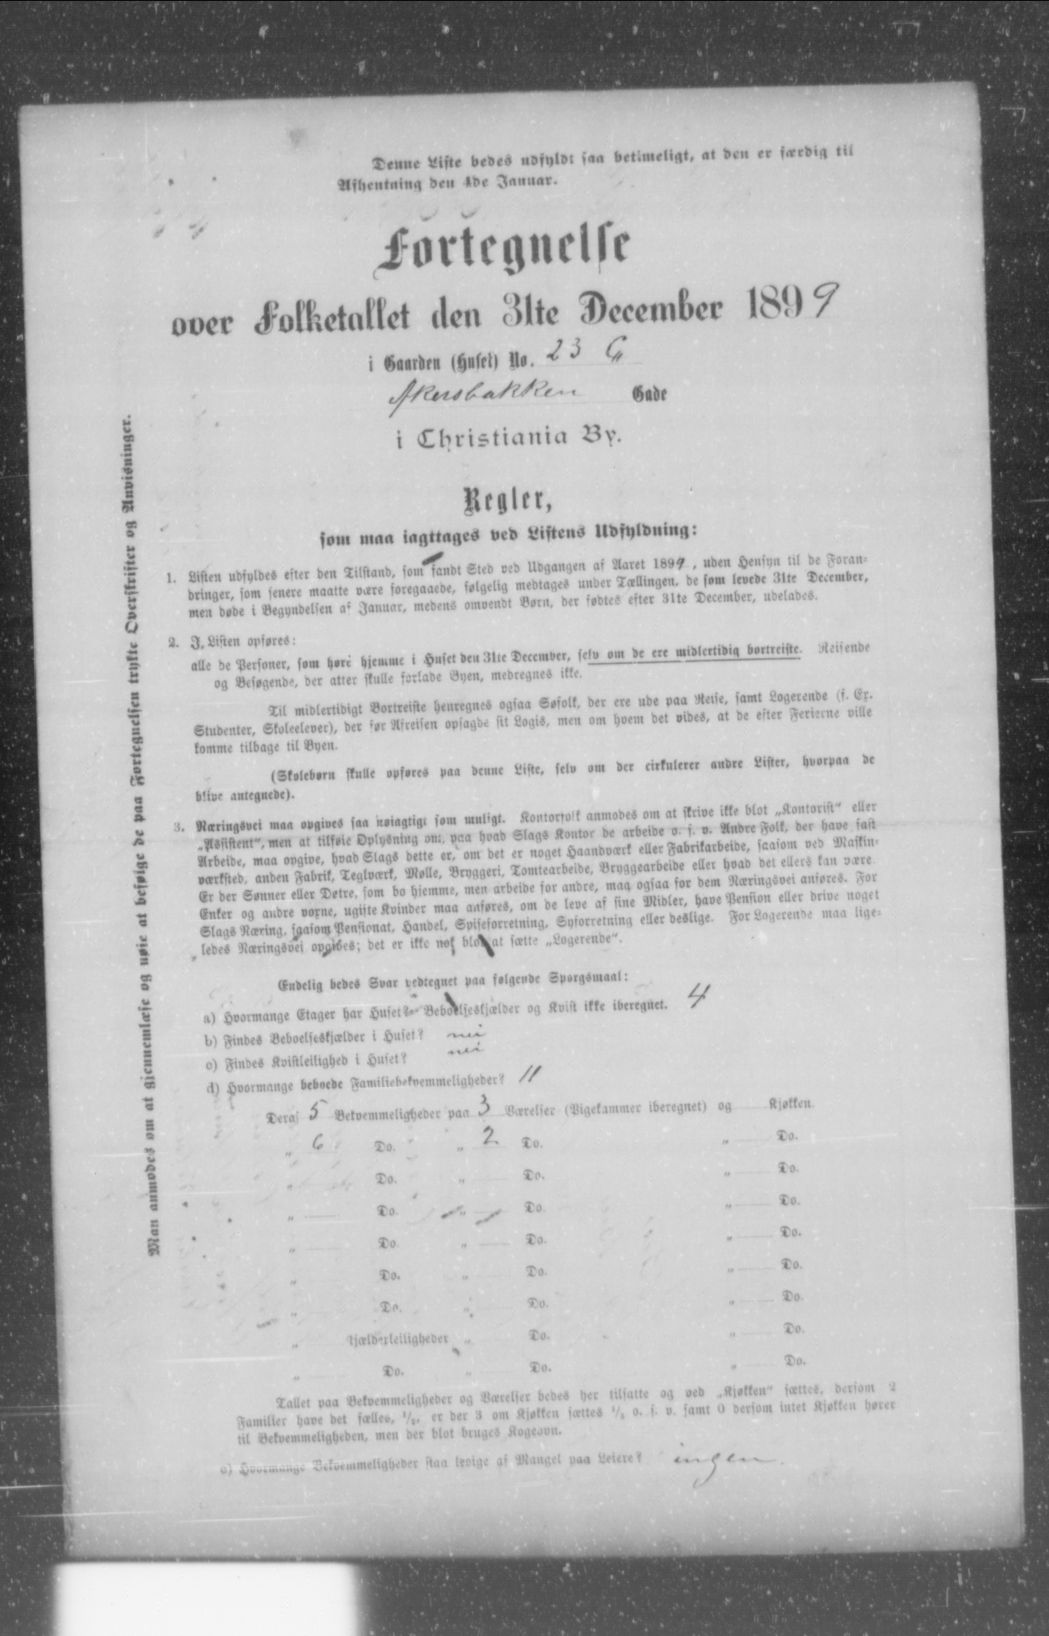 Denne Liste bedes udfyldt saa betimeligt, at den er færdig til
Afhentning den 4de Januar.
Fortegnelse
over Folketallet den 31te December 1899
i Gaarden (Huset) No. 23
Akersbakken Gade
i Christiania By.
Regler,
som maa iagttages ved Listens Udfyldning:
1. Listen udfyldes efter den Tilstand, som fandt Sted ved Udgangen af Aaret 1899, uden Hensyn til de Foran-
dringer, som senere maatte være foregaaede, følgelig medtages under Tællingen, de som levede 31te December,
men døde i Begyndelsen af Januar, medens omvendt Børn, der fødtes efter 31te December, udelades.
2. I Listen opføres:
alle de Personer, som høre hjemme i Huset den 31te December, selv om de ere midlertidig bortreiste. Reisende
og Besøgende, der atter skulle forlade Byen, medregnes ikke.
Til midlertidigt Bortreiste henregnes ogsaa Søfolk, der ere ude paa Reise, samt Logerende (f. Ex.
Studenter, Skoleelever), der før Afreisen opsagde sit Logis, men om hvem det vides, at de efter Ferierne ville
komme tilbage til Byen.
(Skolebørn skulle opføres paa denne Liste, selv om der cirkulerer andre Lister, hvorpaa de
blive antegnede).
3. Næringsvei maa opgives saa nøiagtigt som muligt. Kontorfolk anmodes om at skrive ikke blot „Kontorist“ eller
„Assistent“, men at tilføie Oplysning om, paa hvad Slags Kontor de arbeide o. s. v. Andre Folk, der have fast
Arbeide, maa opgive, hvad Slags dette er, om det er noget Haandværk eller Fabrikarbeide, saasom ved Maskin-
værksted, anden Fabrik, Teglværk, Mølle, Bryggeri, Tomtearbeide, Bryggearbeide eller hvad det ellers kan være.
Er der Sønner eller Døtre, som bo hjemme, men arbeide for andre, maa ogsaa for dem Næringsvei anføres. For
Enker og andre voxne, ugifte Kvinder maa anføres, om de leve af sine Midler, have Pension eller drive noget
Slags Næring, saasom Pensionat, Handel, Spiseforretning, Syforretning eller deslige. For Logerende maa lige-
ledes Næringsvei opgives; det er ikke nok blot at sætte „Logerende“.
Endelig bedes Svar vedtegnet paa følgende Spørgsmaal:
a) Hvormange Etager har Huset? Beboelseskjælder og Kvist ikke iberegnet. 4
b) Findes Beboelseskjælder i Huset? nei
c) Findes Kvistleilighed i Huset? nei
d) Hvormange beboede Familiebekvemmeligheder? 11
Deraf 5 Bekvemmeligheder paa 3 Værelser (Pigekammer iberegnet) og Kjøkken.
„ 6 Do. „ 2 Do. „ Do.
„ Do. „ Do. „ Do.
„ Do. „ Do. „ Do.
„ Do. „ Do. „ Do.
„ Do. „ Do. „ Do.
„ Do. „ Do. „ Do.
„ Kjælderleiligheder „ Do. „ Do.
„ Do. „ Do. „ Do.
Tallet paa Bekvemmeligheder og Værelser bedes her tilsatte og ved „Kjøkken“ sættes, dersom 2
Familier have det fælles, 1/2, er der 3 om Kjøkken sættes 1/3 o. s. v. samt 0 dersom intet Kjøkken hører
til Bekvemmeligheden, men der blot bruges Kogeovn.
e) Hvormange Bekvemmeligheder staa ledige af Mangel paa Leiere? ingen.
Man anmodes om at gjennemlæse og nøie at befølge de paa Fortegnelsen trykte Overskrifter og Anvisninger.